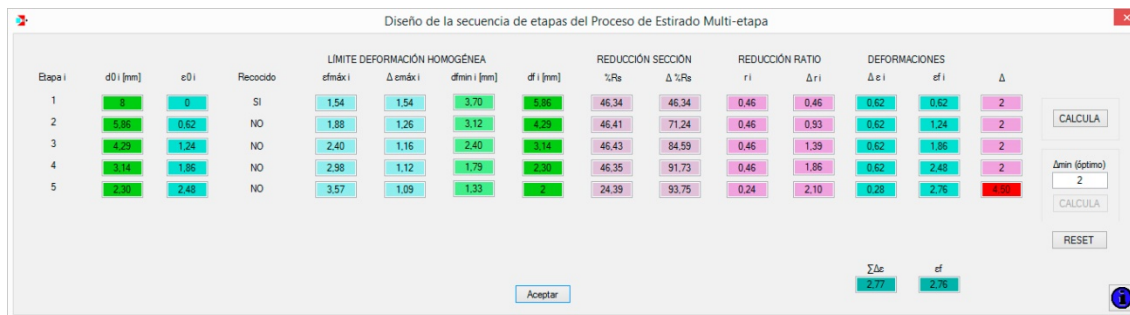 Diseño de la secuencia de etapas del Proceso de Estirado Multi-etapa
LÍMITE DEFORMACIÓN HOMOGÉNEA REDUCCIÓN SECCIÓN REDUCCIÓN RATIO DEFORMACIONES
Etapa i d0 i [mm] ε0 i Recocido εfmáx i Δ εmáx i dfmin i [mm] df i [mm] %Rs Δ %Rs r i Δ r i Δ ε i εf i Δ
1 8 0 SI 1,54 1,54 3,70 5,86 46,34 46,34 0,46 0,46 0,62 0,62 2
2 5,86 0,62 NO 1,88 1,26 3,12 4,29 46,41 71,24 0,46 0,93 0,62 1,24 2
3 4,29 1,24 NO 2,40 1,16 2,40 3,14 46,43 84,59 0,46 1,39 0,62 1,86 2
4 3,14 1,86 NO 2,98 1,12 1,79 2,30 46,35 91,73 0,46 1,86 0,62 2,48 2
5 2,30 2,48 NO 3,57 1,09 1,33 2 24,39 93,75 0,24 2,10 0,28 2,76 4,50
CALCULA
Δmin (óptimo)
2
CALCULA
RESET
∑Δε εf
2,77 2,76
Aceptar